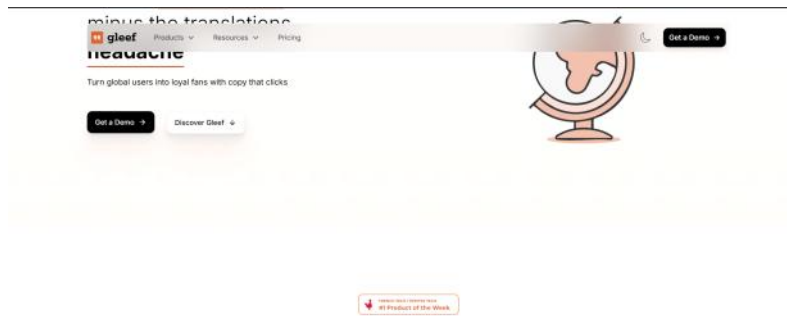 minus the translations
gleef Products Resources Pricing Get a Demo →
headache
Turn global users into loyal fans with copy that clicks
Get a Demo → Discover Gleef ↓
#1 Product of the Week